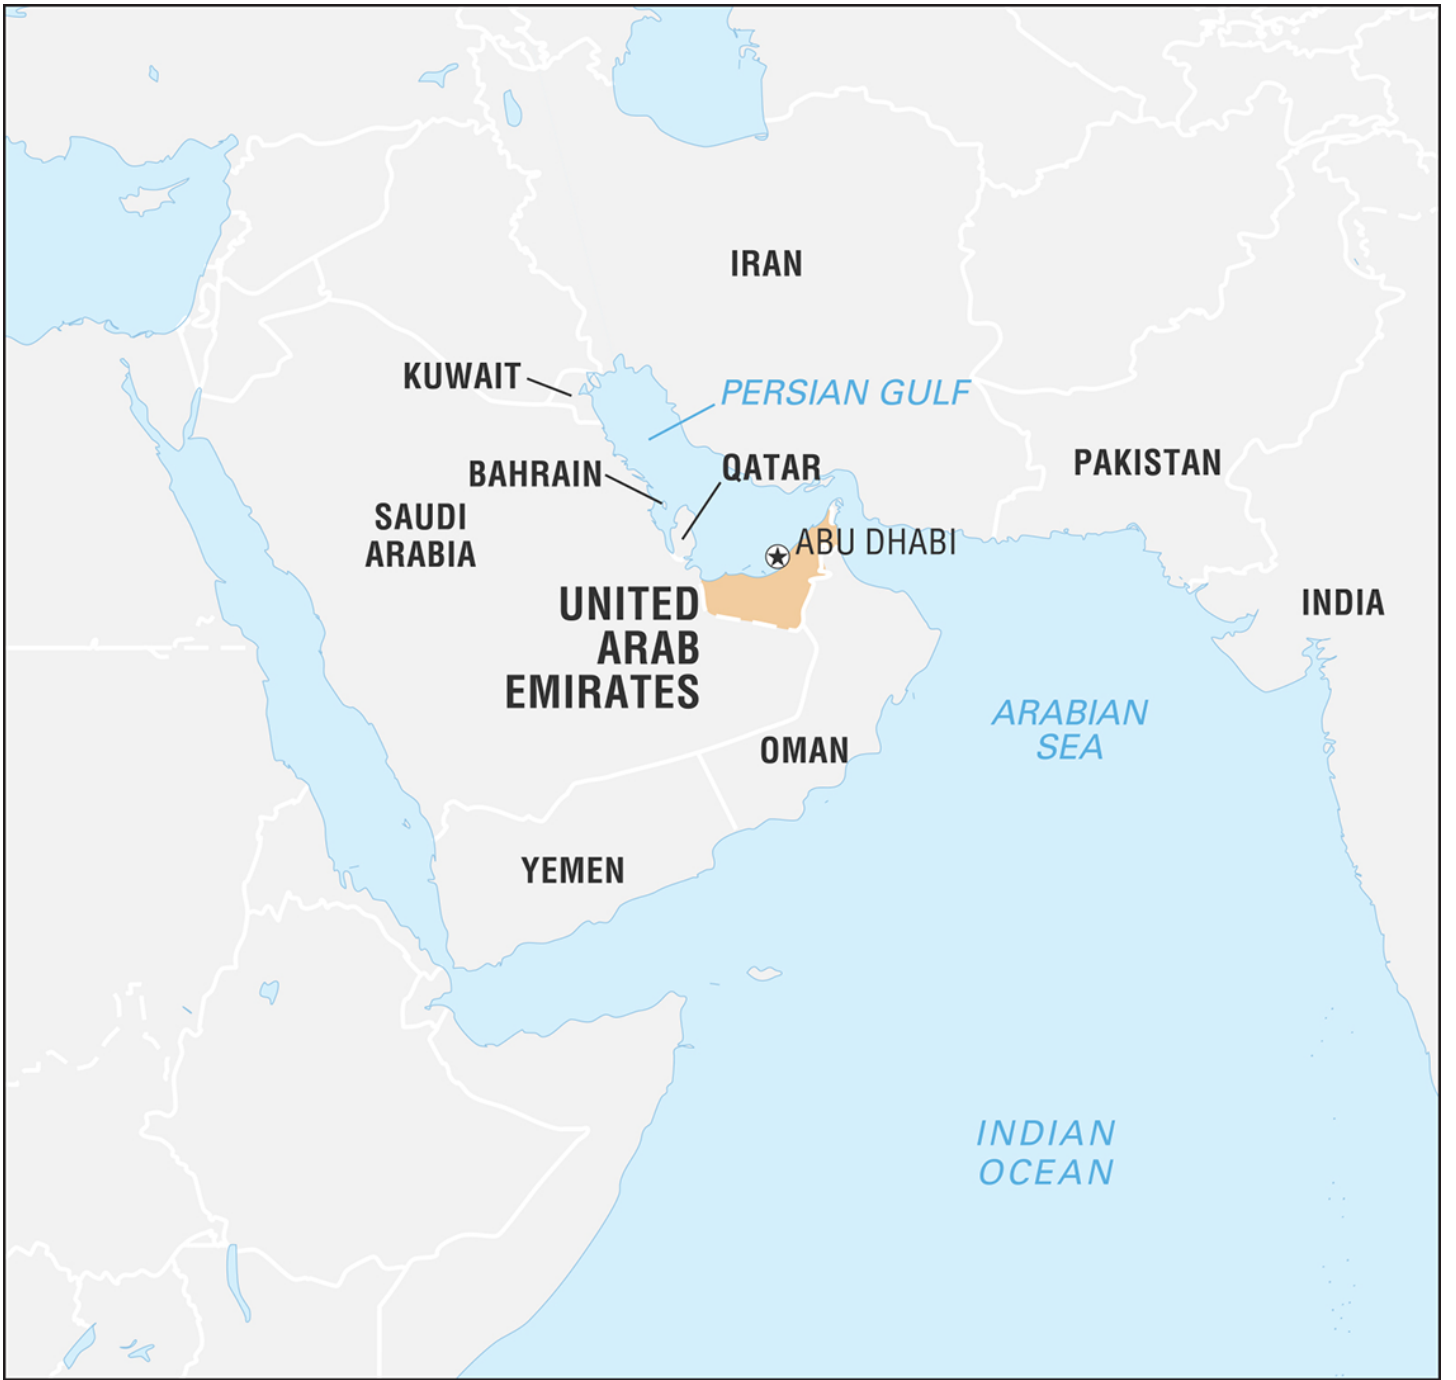 IRAN
KUWAIT
PERSIAN GULF
BAHRAIN
QATAR
PAKISTAN
SAUDI
ARABIA
ABU DHABI
UNITED
ARAB
EMIRATES
INDIA
ARABIAN
SEA
OMAN
YEMEN
INDIAN
OCEAN